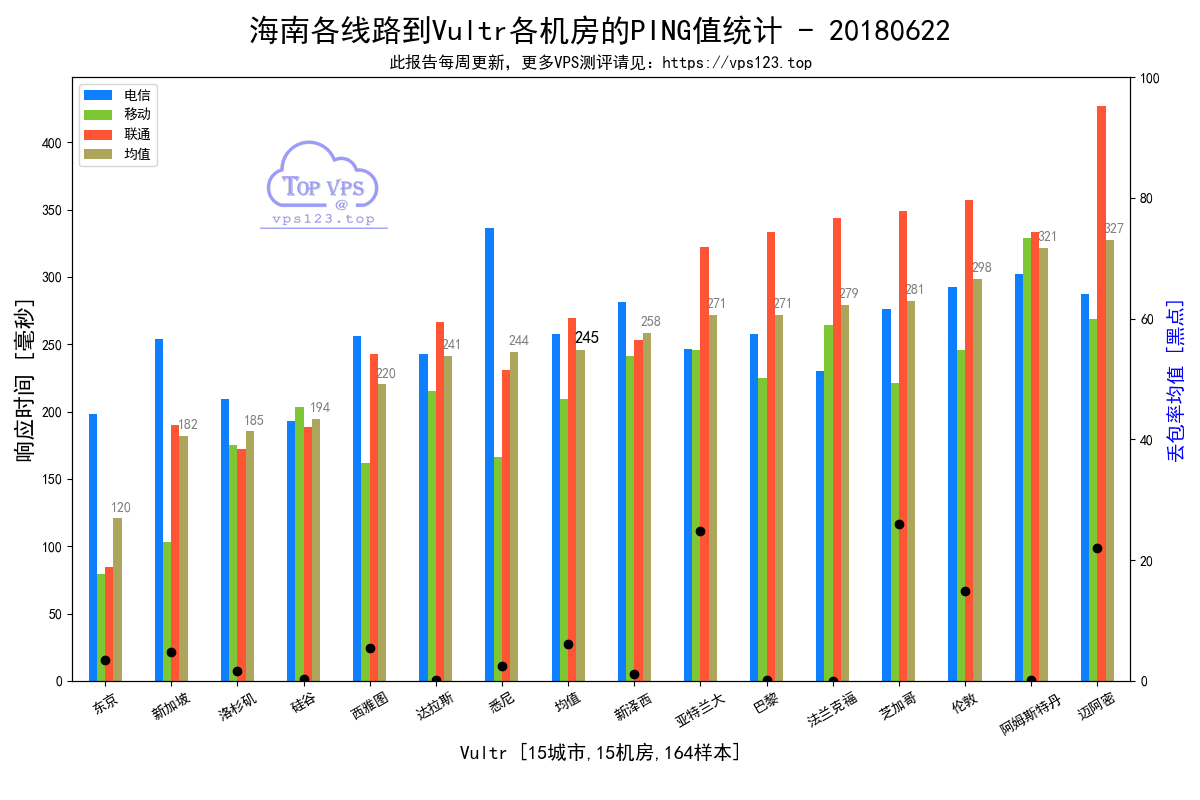 海南各线路到Vultr各机房的PING值统计 - 20180622
此报告每周更新，更多VPS测评请见：https://vps123.top
电信
移动
联通
均值
TOP VPS
@
vps123.top
响应时间 [毫秒]
丢包率均值 [黑点]
400
350
300
250
200
150
100
50
0
100
80
60
40
20
0
120
182
185
194
220
241
244
245
258
271
271
279
281
298
321
327
东京
新加坡
洛杉矶
硅谷
西雅图
达拉斯
悉尼
均值
新泽西
亚特兰大
巴黎
法兰克福
芝加哥
伦敦
阿姆斯特丹
迈阿密
Vultr [15城市,15机房,164样本]